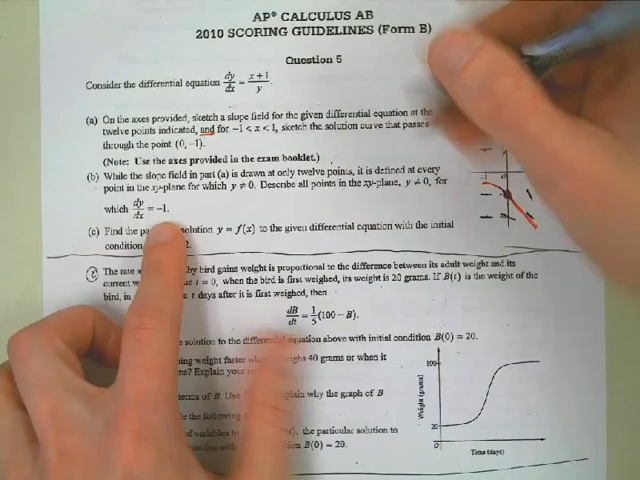 AP® CALCULUS AB
2010 SCORING GUIDELINES (Form B)
Question 5
Consider the differential equation dy/dx = x+1/y.
(a) On the axes provided, sketch a slope field for the given differential equation at the
twelve points indicated, and for −1 < x < 1, sketch the solution curve that passes
through the point (0, −1).
(Note: Use the axes provided in the exam booklet.)
(b) While the slope field in part (a) is drawn at only twelve points, it is defined at every
point in the xy-plane for which y ≠ 0. Describe all points in the xy-plane, y ≠ 0, for
which dy/dx = −1.
(c) Find the solution y = f(x) to the given differential equation with the initial
condition
The rate bird gains weight is proportional to the difference between its adult weight and its
current t = 0, when the bird is first weighed, its weight is 20 grams. If B(t) is the weight of the
bird, in t days after it is first weighed, then
dB/dt = 1/5(100 − B).
solution to the differential equation above with initial condition B(0) = 20.
weight faster 40 grams or when it
Explain your
terms of B. Use explain why the graph of B
the following
of variables to the particular solution to
B(0) = 20.
Weight (grams)
100
20
O
Time (days)